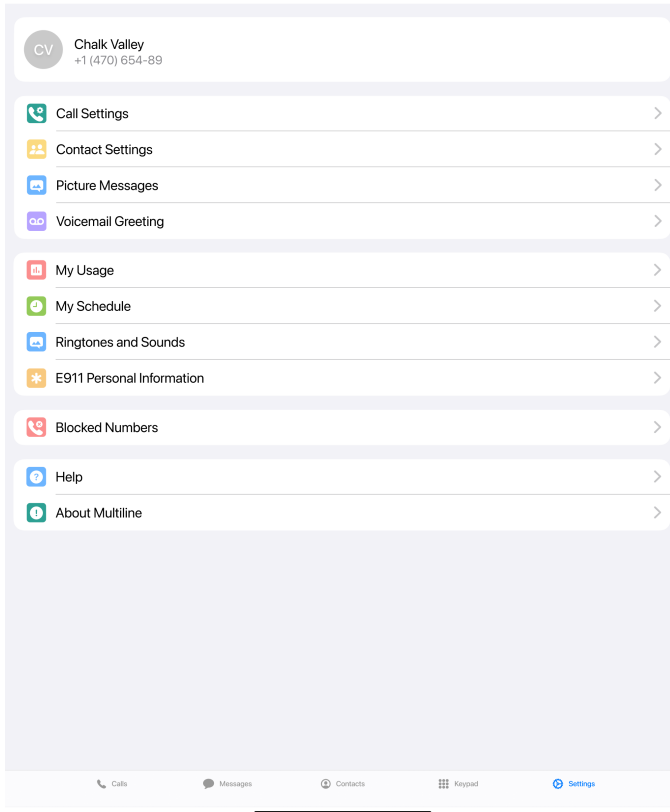 CV
Chalk Valley
+1 (470) 654-89
Call Settings
Contact Settings
Picture Messages
Voicemail Greeting
My Usage
My Schedule
Ringtones and Sounds
E911 Personal Information
Blocked Numbers
Help
About Multiline
Calls Messages Contacts Keypad Settings